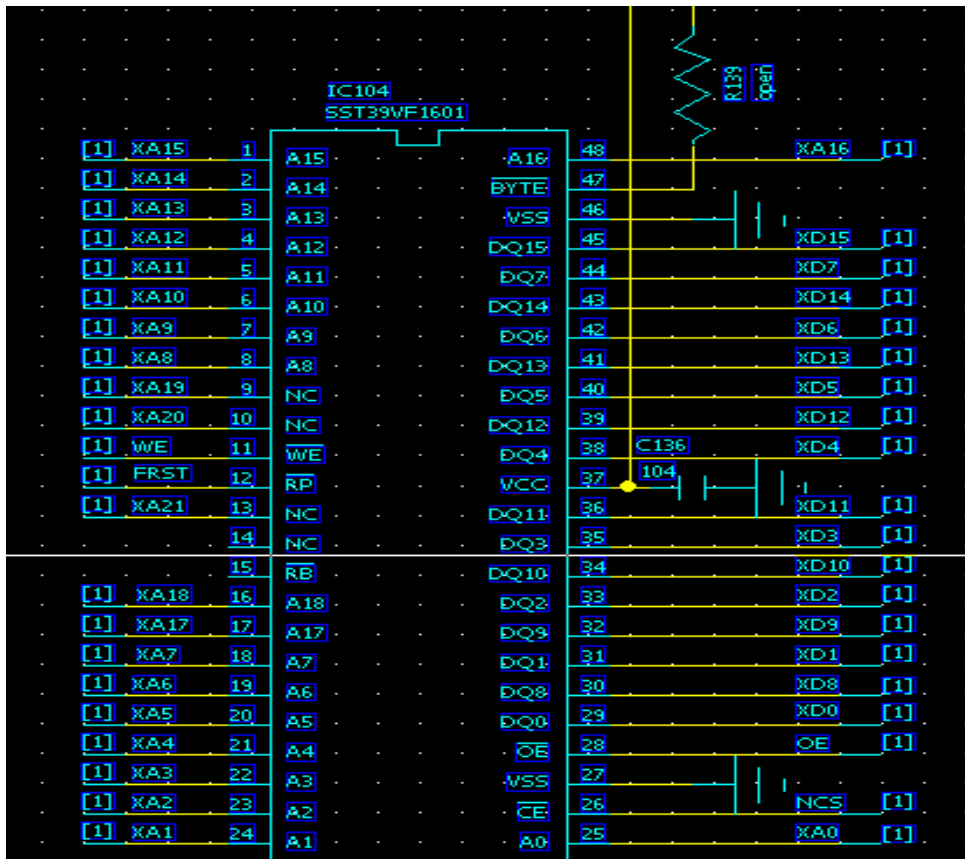 IC104
SST39VF1601
R139
open
[1] XA15 1 A15 A16 48 XA16 [1]
[1] XA14 2 A14 BYTE 47
[1] XA13 3 A13 VSS 46
[1] XA12 4 A12 DQ15 45 XD15 [1]
[1] XA11 5 A11 DQ7 44 XD7 [1]
[1] XA10 6 A10 DQ14 43 XD14 [1]
[1] XA9 7 A9 DQ6 42 XD6 [1]
[1] XA8 8 A8 DQ13 41 XD13 [1]
[1] XA19 9 NC DQ5 40 XD5 [1]
[1] XA20 10 NC DQ12 39 XD12 [1]
[1] WE 11 WE DQ4 38 C136 XD4 [1]
[1] FRST 12 RP VCC 37 104
[1] XA21 13 NC DQ11 36 XD11 [1]
14 NC DQ3 35 XD3 [1]
15 RB DQ10 34 XD10 [1]
[1] XA18 16 A18 DQ2 33 XD2 [1]
[1] XA17 17 A17 DQ9 32 XD9 [1]
[1] XA7 18 A7 DQ1 31 XD1 [1]
[1] XA6 19 A6 DQ8 30 XD8 [1]
[1] XA5 20 A5 DQ0 29 XD0 [1]
[1] XA4 21 A4 OE 28 OE [1]
[1] XA3 22 A3 VSS 27
[1] XA2 23 A2 CE 26 NCS [1]
[1] XA1 24 A1 A0 25 XA0 [1]